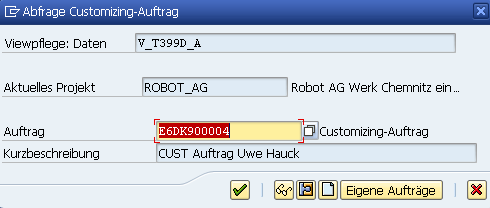 Abfrage Customizing-Auftrag
Viewpflege: Daten V_T399D_A
Aktuelles Projekt ROBOT_AG Robot AG Werk Chemnitz ein...
Auftrag E6DK900004 Customizing-Auftrag
Kurzbeschreibung CUST Auftrag Uwe Hauck
Eigene Aufträge